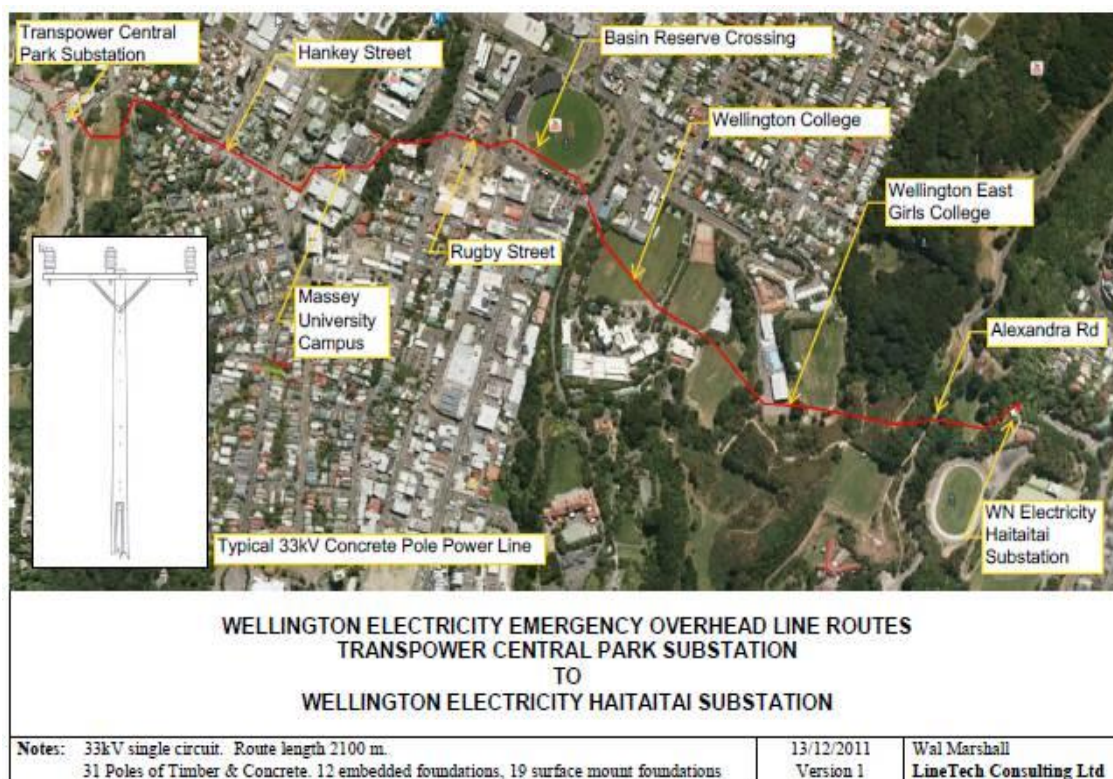 Transpower Central
Park Substation
Hankey Street
Basin Reserve Crossing
Wellington College
Wellington East
Girls College
Rugby Street
Massey
University
Campus
Alexandra Rd
WN Electricity
Haitaitai
Substation
Typical 33kV Concrete Pole Power Line
WELLINGTON ELECTRICITY EMERGENCY OVERHEAD LINE ROUTES
TRANSPOWER CENTRAL PARK SUBSTATION
TO
WELLINGTON ELECTRICITY HAITAITAI SUBSTATION
Notes: 33kV single circuit. Route length 2100 m.
31 Poles of Timber & Concrete. 12 embedded foundations, 19 surface mount foundations
13/12/2011
Version 1
Wal Marshall
LineTech Consulting Ltd